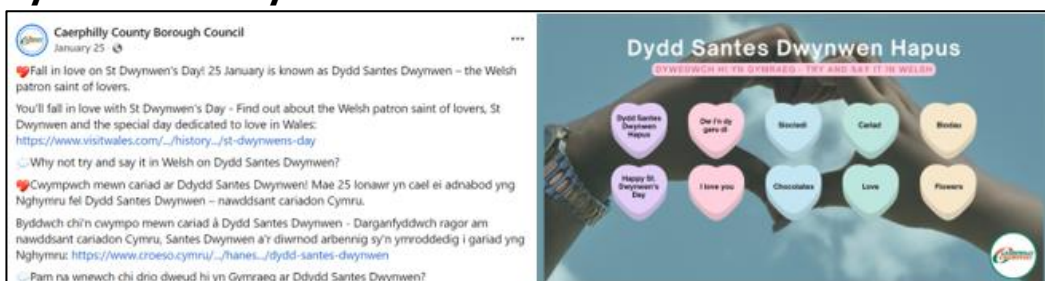 Caerphilly County Borough Council
January 25 ·
...
❤️Fall in love on St Dwynwen's Day! 25 January is known as Dydd Santes Dwynwen – the Welsh
patron saint of lovers.
You'll fall in love with St Dwynwen's Day - Find out about the Welsh patron saint of lovers, St
Dwynwen and the special day dedicated to love in Wales:
https://www.visitwales.com/.../history.../st-dwynwens-day
Why not try and say it in Welsh on Dydd Santes Dwynwen?
❤️Cwympwch mewn cariad ar Ddydd Santes Dwynwen! Mae 25 Ionawr yn cael ei adnabod yng
Nghymru fel Dydd Santes Dwynwen – nawddsant cariadon Cymru.
Byddwch chi'n cwympo mewn cariad â Dydd Santes Dwynwen - Darganfyddwch ragor am
nawddsant cariadon Cymru, Santes Dwynwen a'r diwrnod arbennig sy'n ymroddedig i gariad yng
Nghymru: https://www.croeso.cymru/.../hanes.../dydd-santes-dwynwen
Pam na wnewch chi drio dweud hi yn Gymraeg ar Ddydd Santes Dwynwen?
Dydd Santes Dwynwen Hapus
DYWEDWCH HI YN GYMRAEG - TRY AND SAY IT IN WELSH
Dydd Santes
Dwynwen
Hapus
Dw i'n dy
garu di
Siocledi
Cariad
Blodau
Happy St.
Dwynwen's
Day
I love you
Chocolates
Love
Flowers